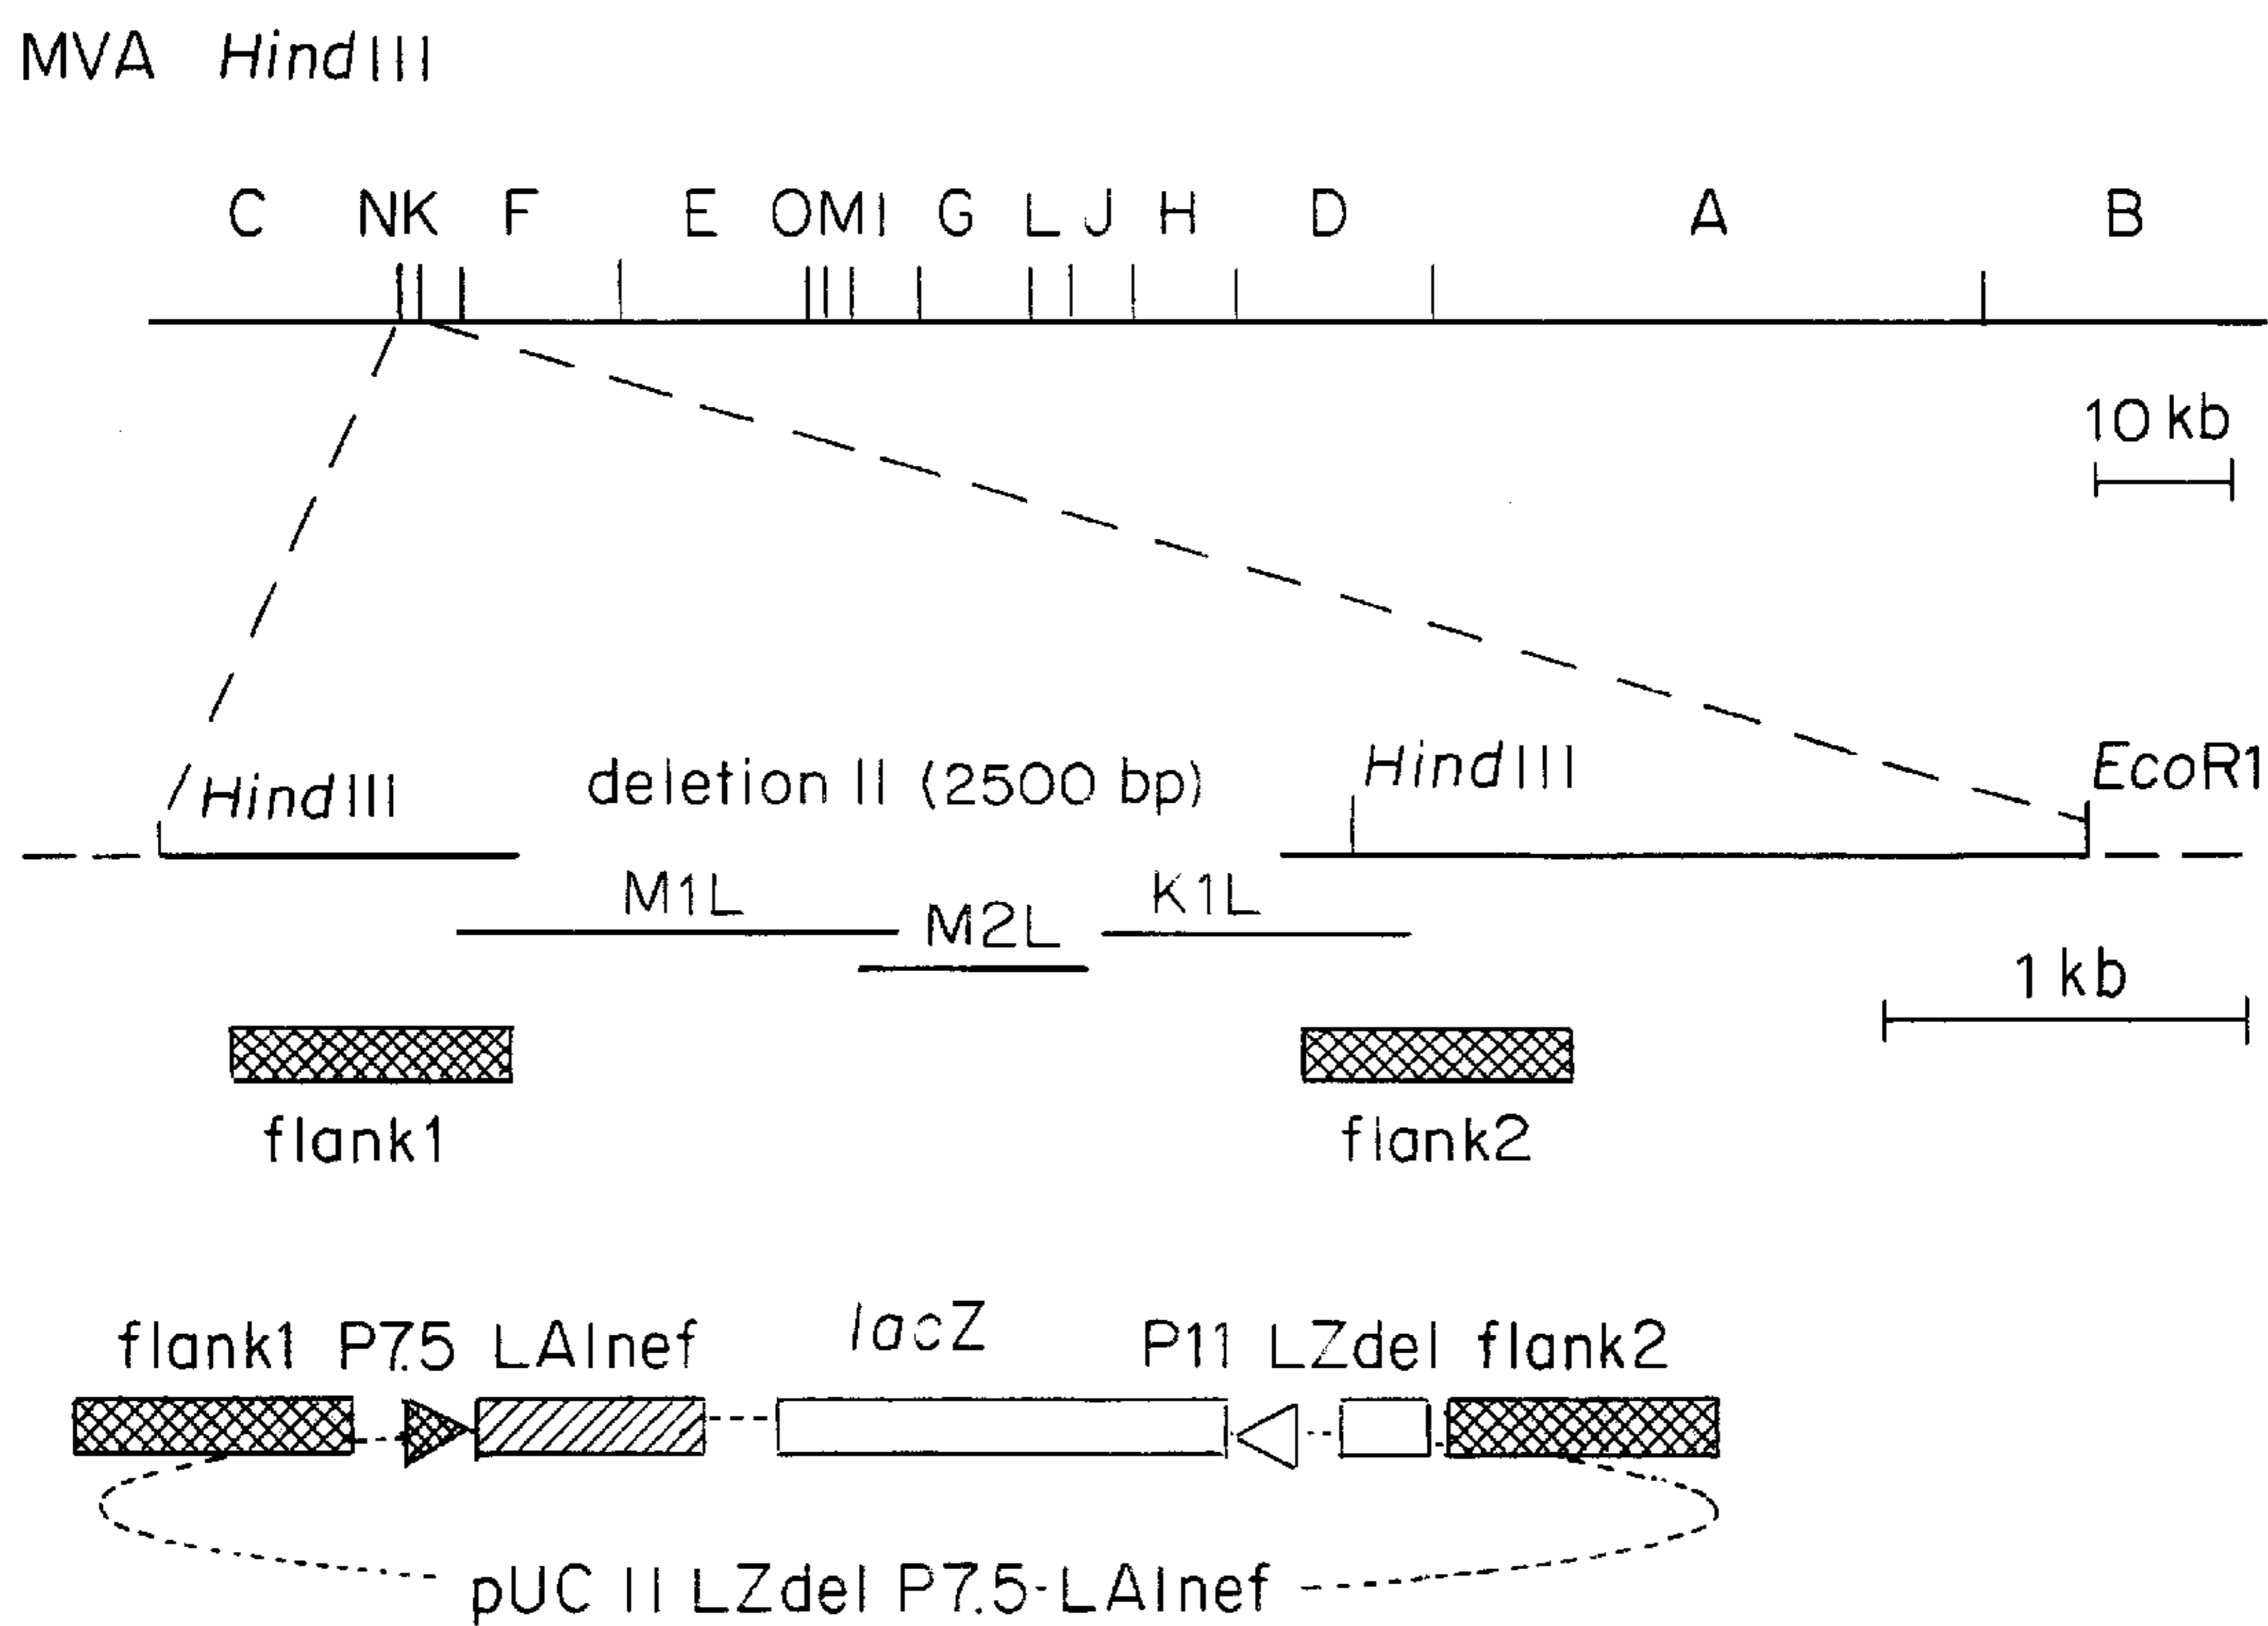 MVA HindIII
C NK F E OMI G L J H D A B
10 kb
HindIII deletion II (2500 bp) HindIII EcoR1
M1L M2L K1L
1 kb
flank1 flank2
flank1 P7.5 LAInef lacZ P11 LZdel flank2
pUC II LZdel P7.5-LAInef